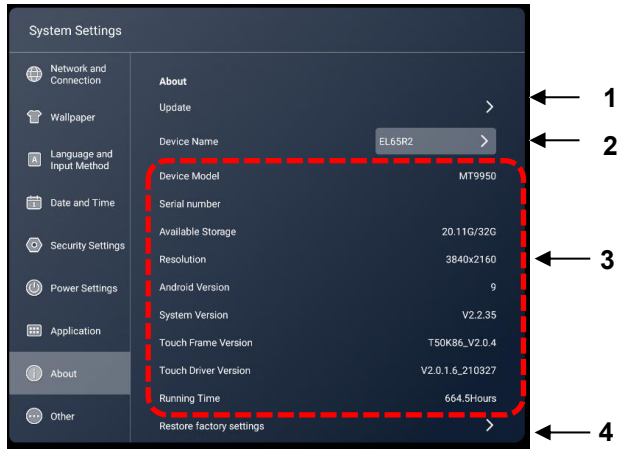 System Settings
Network and
Connection
Wallpaper
A
Language and
Input Method
1
Date and Time
Security Settings
Power Settings
Application
About
Other
About
Update
1
Device Name EL65R2
2
Device Model MT9950
Serial number
Available Storage 20.11G/32G
Resolution 3840x2160
3
Android Version 9
System Version V2.2.35
Touch Frame Version T50K86_V2.0.4
Touch Driver Version V2.0.1.6_210327
Running Time 664.5Hours
Restore factory settings
4